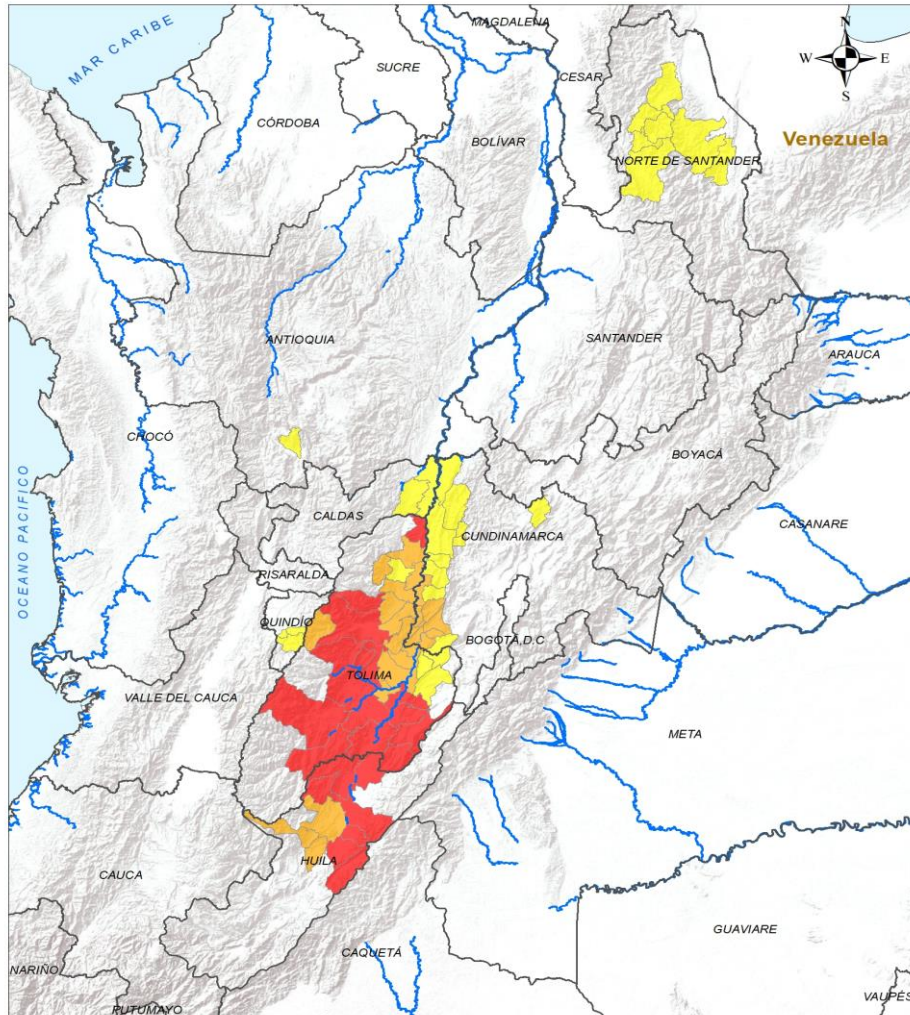 MAGDALENA
N
MAR CARIBE
W
E
SUCRE
CESAR
S
CÓRDOBA
BOLÍVAR
Venezuela
NORTE DE SANTANDER
ANTIOQUIA
SANTANDER
ARAUCA
CHOCÓ
BOYACÁ
OCEANO PACIFICO
CALDAS
CUNDINAMARCA
CASANARE
RISARALDA
QUINDÍO
BOGOTÁ,D.C
TOLIMA
VALLE DEL CAUCA
META
HUILA
CAUCA
GUAVIARE
CAQUETÁ
NARIÑO
VAUPÉS
PUTUMAYO